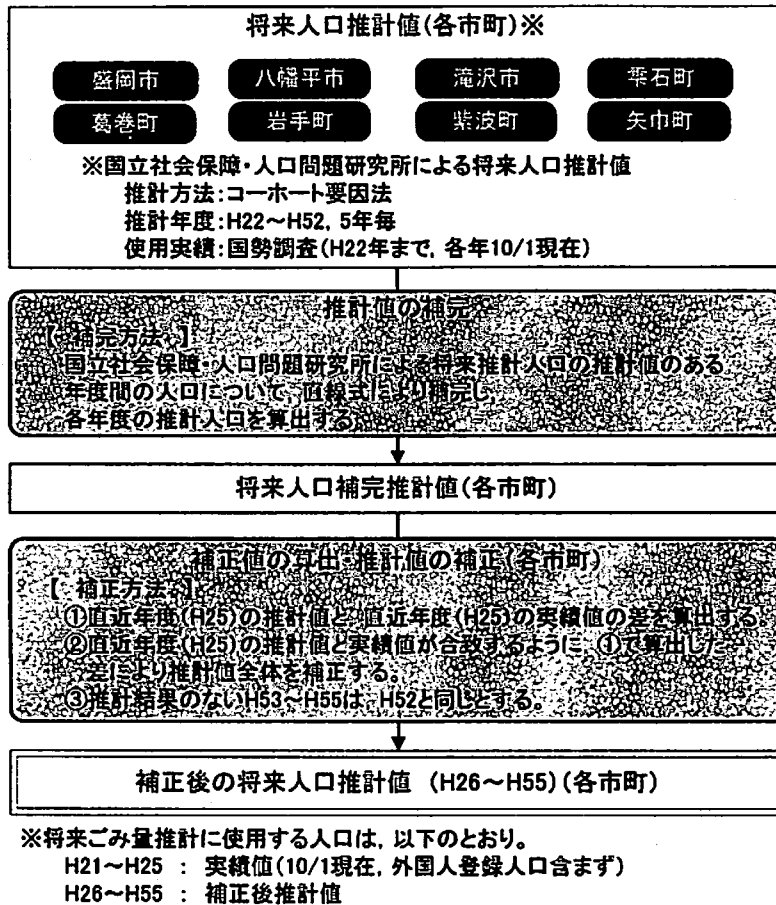 将来人口推計値(各市町)※
盛岡市 八幡平市 滝沢市 雫石町
葛巻町 岩手町 紫波町 矢巾町
※国立社会保障・人口問題研究所による将来人口推計値
推計方法:コーホート要因法
推計年度:H22～H52, 5年毎
使用実績:国勢調査(H22年まで, 各年10/1現在)
推計値の補完
【 補完方法 】
国立社会保障・人口問題研究所による将来推計人口の推計値のある
年度間の人口について, 直線式により補完し,
各年度の推計人口を算出する。
将来人口補完推計値(各市町)
補正値の算出・推計値の補正(各市町)
【 補正方法 】
①直近年度(H25)の推計値と, 直近年度(H25)の実績値の差を算出する。
②直近年度(H25)の推計値と実績値が合致するように, ①で算出した
差により推計値全体を補正する。
③推計結果のないH53～H55は, H52と同じとする。
補正後の将来人口推計値 (H26～H55)(各市町)
※将来ごみ量推計に使用する人口は, 以下のとおり。
H21～H25 : 実績値(10/1現在, 外国人登録人口含まず)
H26～H55 : 補正後推計値